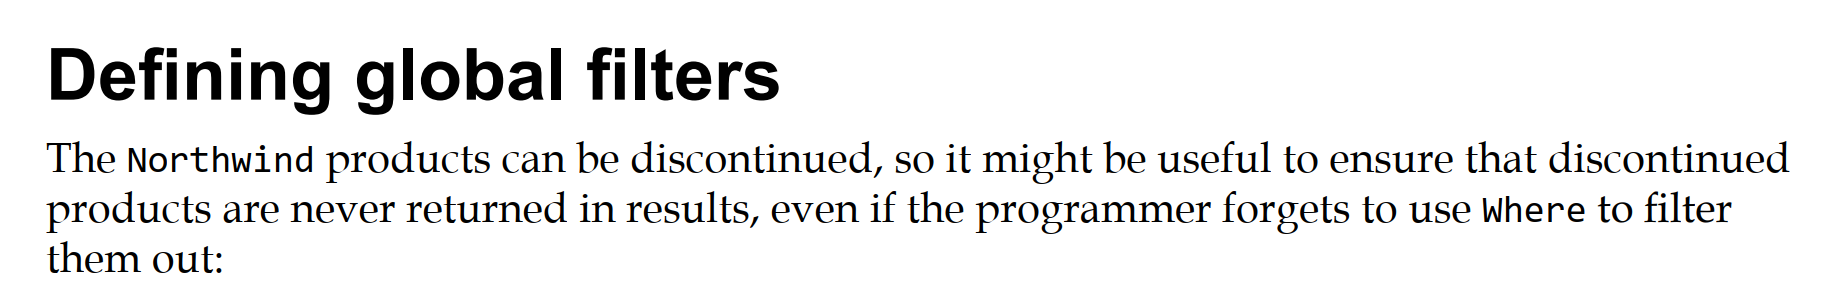 Defining global filters
The Northwind products can be discontinued, so it might be useful to ensure that discontinued
products are never returned in results, even if the programmer forgets to use Where to filter
them out: